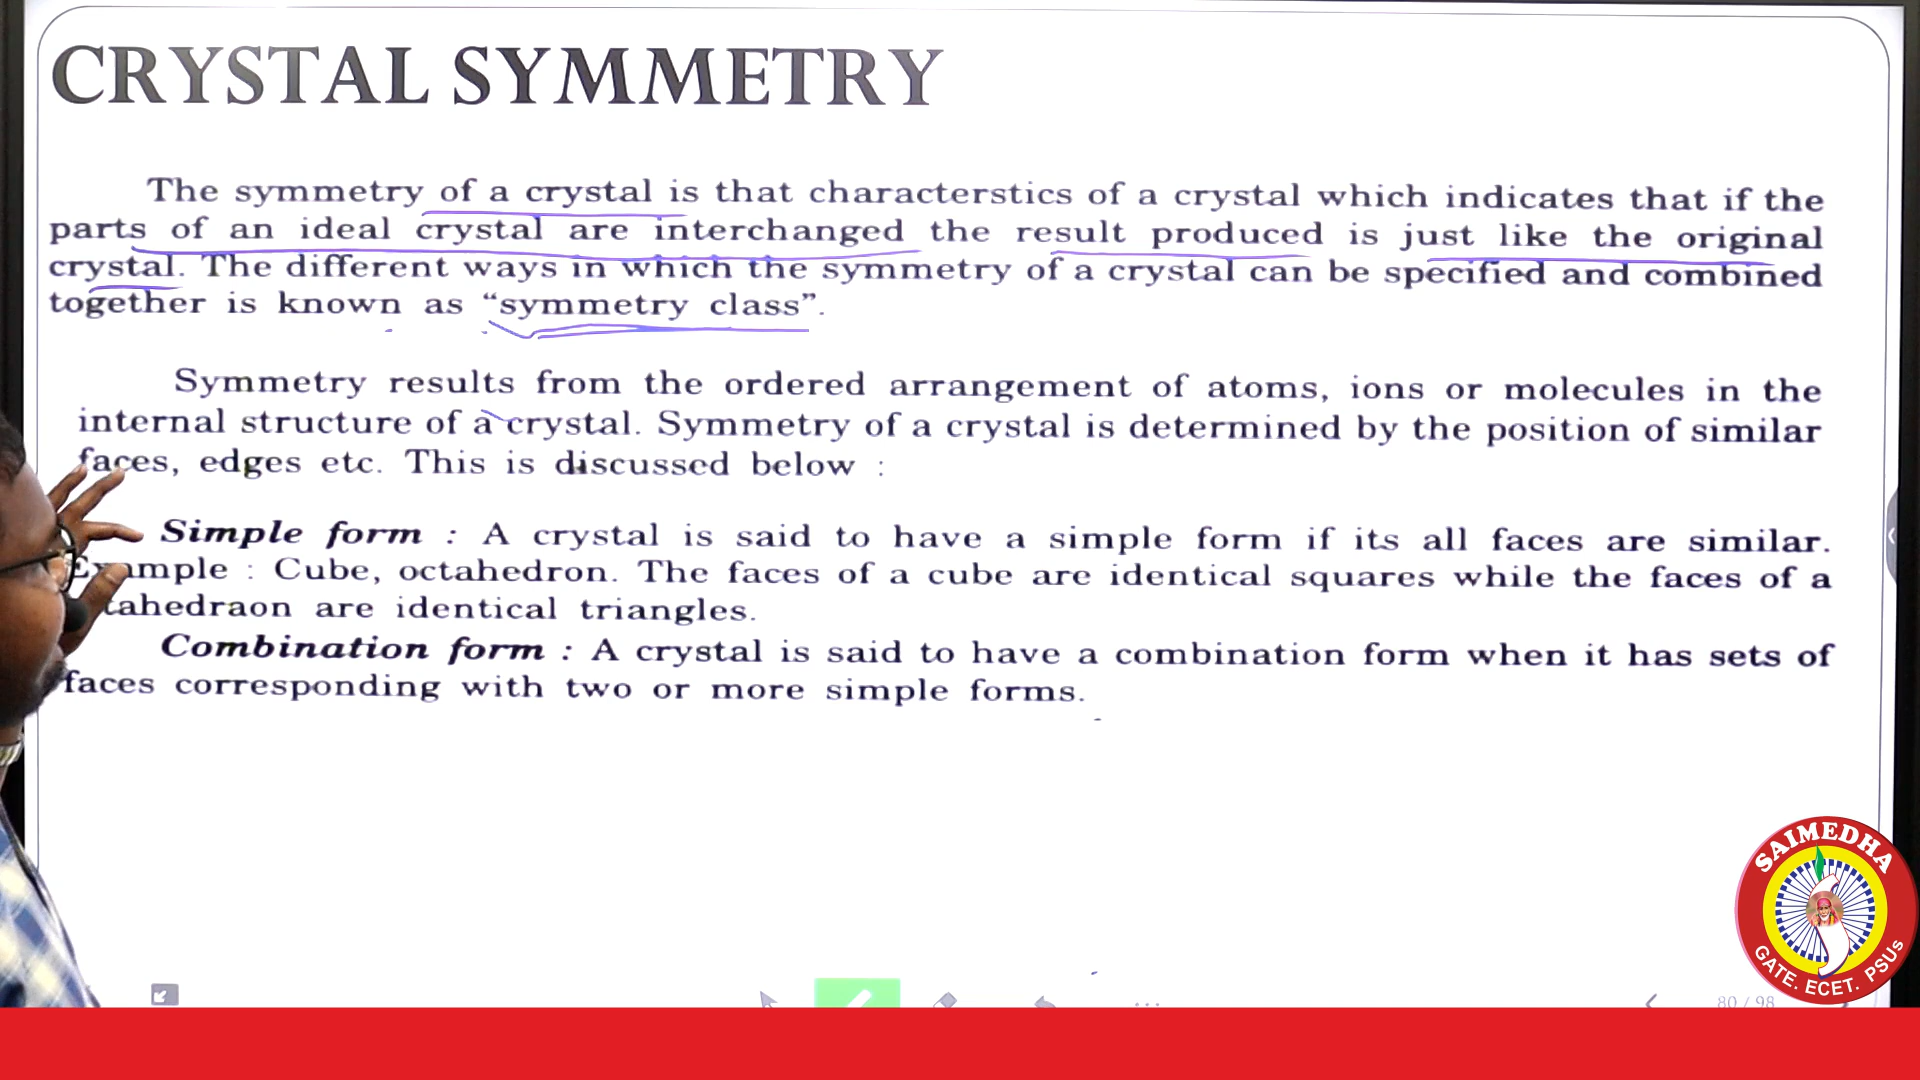 CRYSTAL SYMMETRY
The symmetry of a crystal is that characterstics of a crystal which indicates that if the
parts of an ideal crystal are interchanged the result produced is just like the original
crystal. The different ways in which the symmetry of a crystal can be specified and combined
together is known as “symmetry class”.
Symmetry results from the ordered arrangement of atoms, ions or molecules in the
internal structure of a crystal. Symmetry of a crystal is determined by the position of similar
faces, edges etc. This is discussed below :
Simple form : A crystal is said to have a simple form if its all faces are similar.
Example : Cube, octahedron. The faces of a cube are identical squares while the faces of a
tahedraon are identical triangles.
Combination form : A crystal is said to have a combination form when it has sets of
faces corresponding with two or more simple forms.
SAIMEDHA
GATE. ECET. PSUs
80 / 98